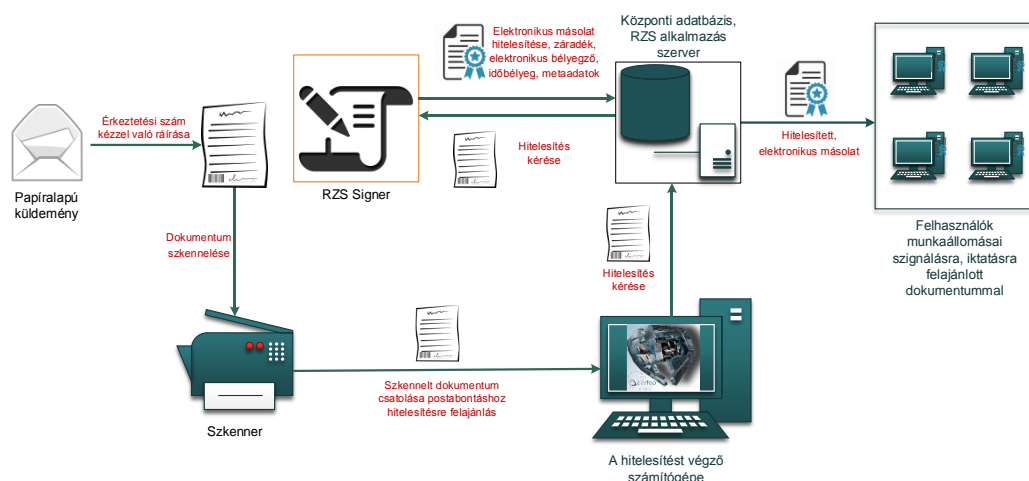 Elektronikus másolat
hitelesítése, záradék,
elektronikus bélyegző,
időbélyeg, metaadatok
Központi adatbázis,
RZS alkalmazás
szerver
Érkeztetési szám
kézzel való ráírása
Papíralapú
küldemény
RZS Signer
Hitelesítés
kérése
Hitelesített,
elektronikus másolat
Felhasználók
munkaállomásai
szignálásra, iktatásra
felajánlott
dokumentummal
Dokumentum
szkennelése
Hitelesítés
kérése
Szkennelt dokumentum
csatolása postabontáshoz
hitelesítésre felajánlás
Szkenner
certop
A hitelesítést végző
számítógépe